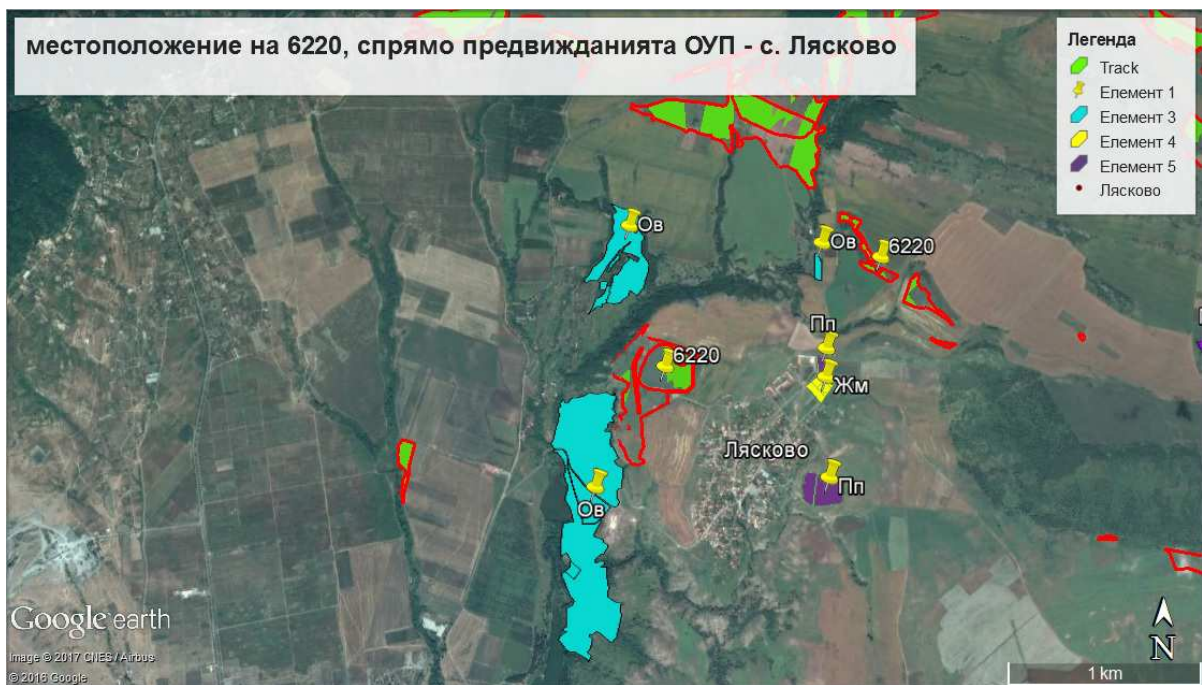 местоположение на 6220, спрямо предвижданията ОУП - с. Лясково
Легенда
Track
Елемент 1
Елемент 3
Елемент 4
Елемент 5
Лясково
Ов
Ов
6220
Пп
6220
Жм
Лясково
Пп
Ов
Google earth
Image © 2017 CNES / Airbus
© 2016 Google
N
1 km